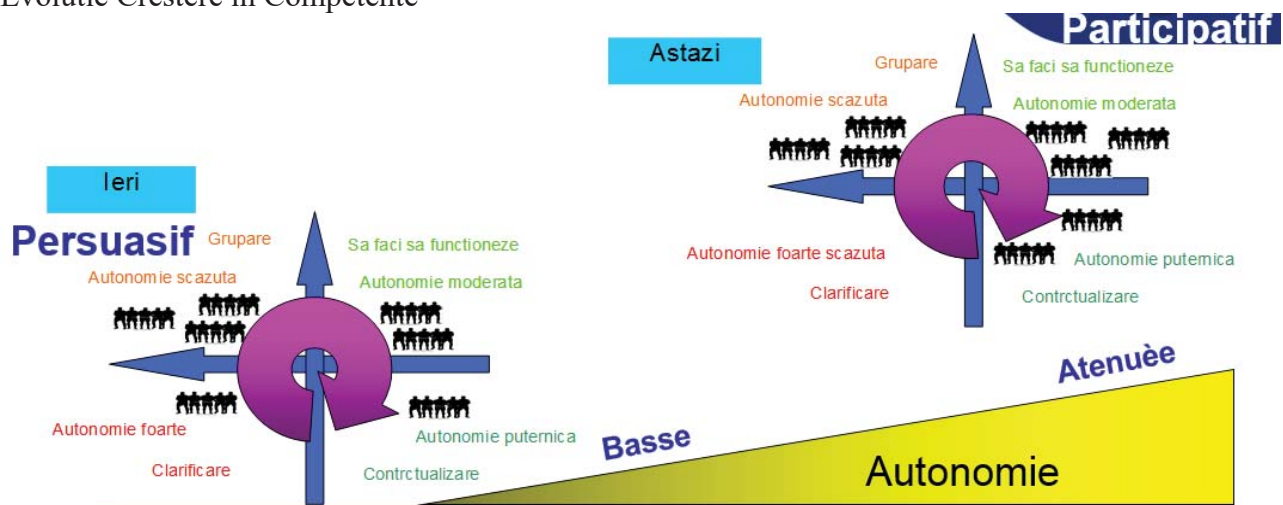 Evolutie Crestere in Competente
Participatif
Astazi
Grupare
Sa faci sa functioneze
Autonomie scazuta
Autonomie moderata
Autonomie foarte scazuta
Autonomie puternica
Clarificare
Contrctualizare
Ieri
Persuasif
Grupare
Sa faci sa functioneze
Autonomie scazuta
Autonomie moderata
Autonomie foarte
Autonomie puternica
Clarificare
Contrctualizare
Basse
Atenuèe
Autonomie